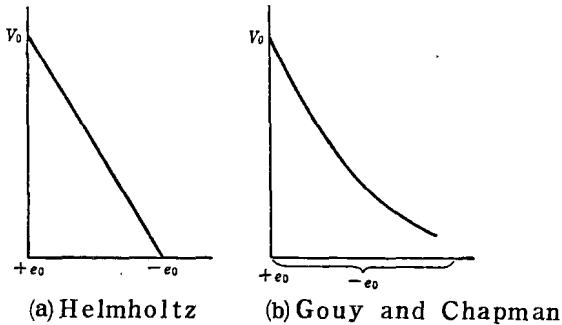 V₀ V₀
+e₀ -e₀ +e₀ -e₀
(a) Helmholtz (b) Gouy and Chapman